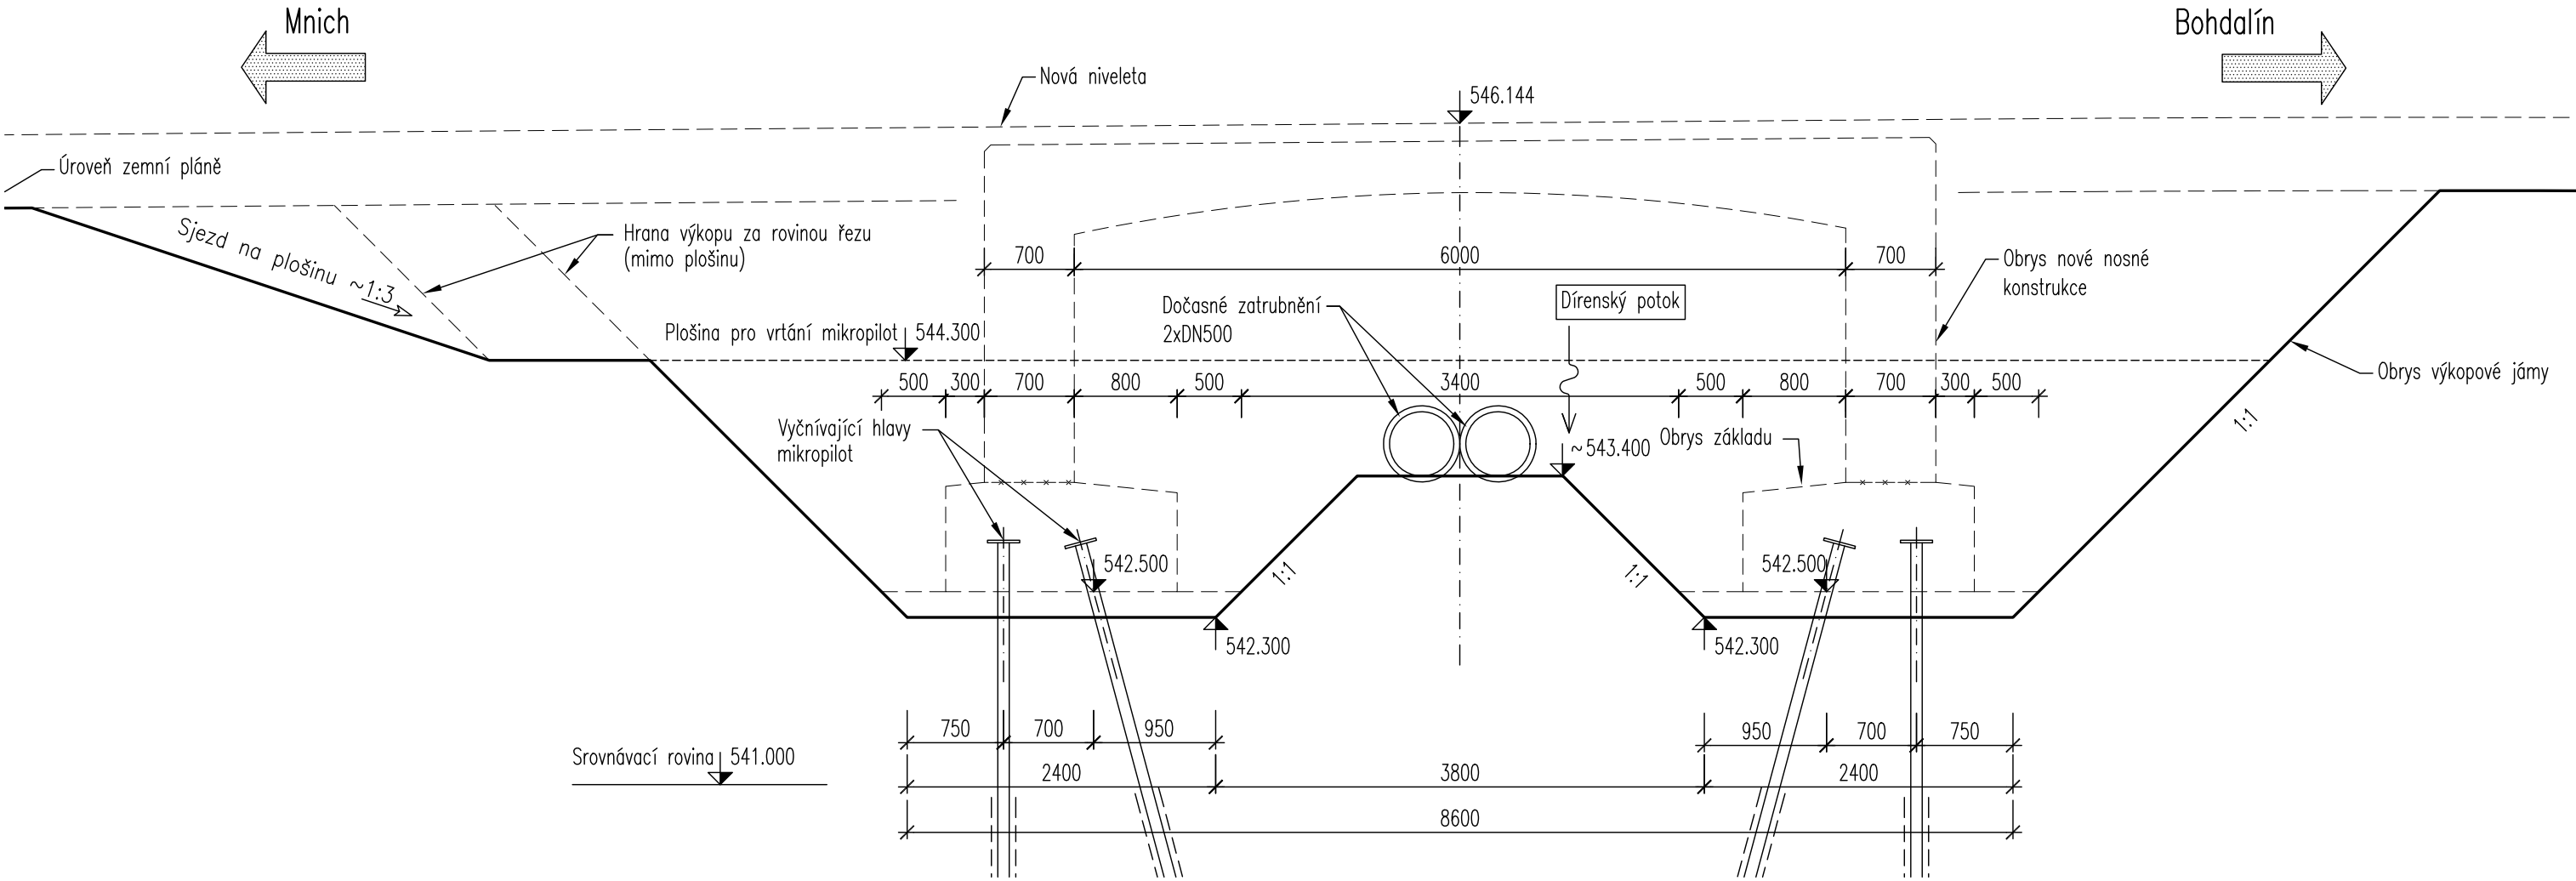 Mnich
Bohdalín
Nová niveleta
546.144
Úroveň zemní pláně
Sjezd na plošinu ~1:3
Hrana výkopu za rovinou řezu
(mimo plošinu)
700
6000
700
Obrys nové nosné
konstrukce
Dočasné zatrubnění
2xDN500
Dírenský potok
Plošina pro vrtání mikropilot
544.300
500
300
700
800
500
3400
500
800
700
300
500
Obrys výkopové jámy
1:1
Vyčnívající hlavy
mikropilot
~543.400
Obrys základu
542.500
1:1
1:1
542.500
542.300
542.300
750
700
950
950
700
750
Srovnávací rovina
541.000
2400
3800
2400
8600